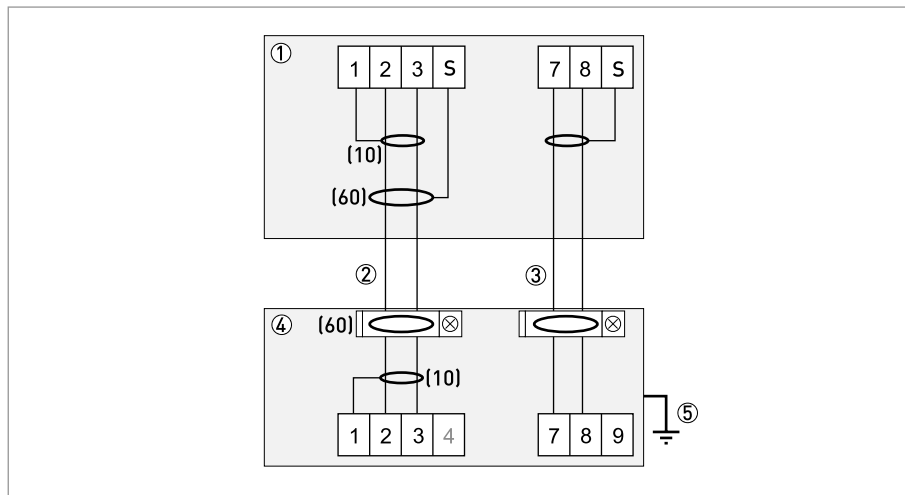 ①
1 2 3 S
7 8 S
(10)
(60)
②
③
④
(60)
(10)
⑤
1 2 3 4
7 8 9